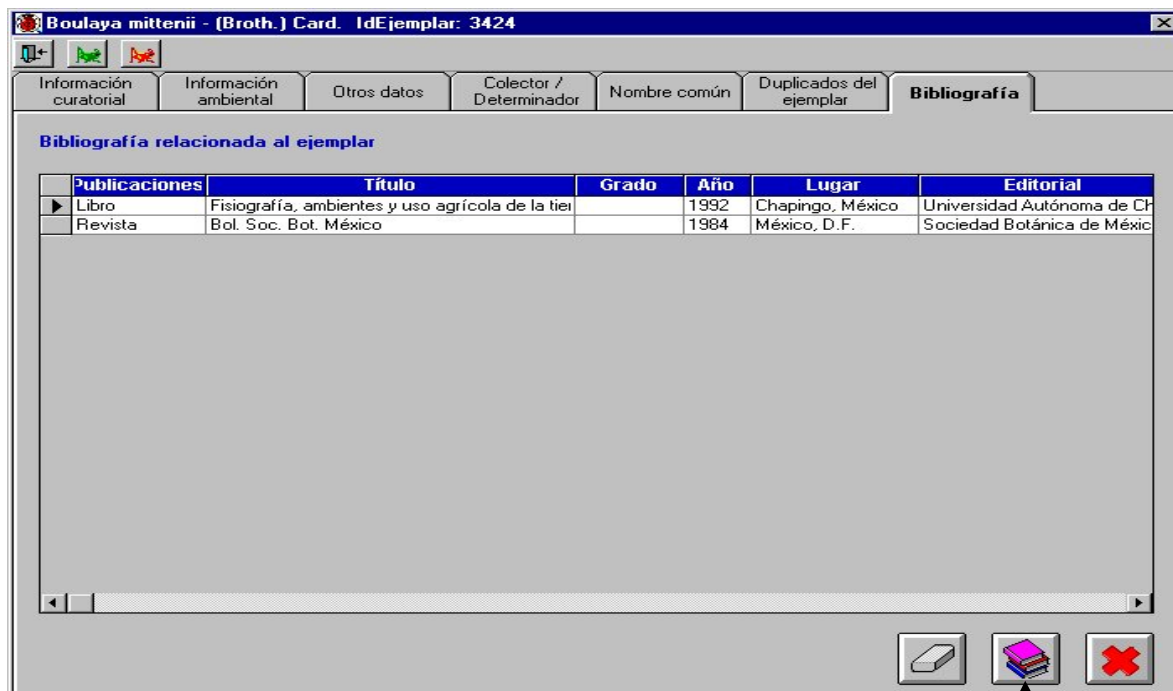 Boulaya mittenii - (Broth.) Card. IdEjemplar: 3424
Información curatorial
Información ambiental
Otros datos
Colector / Determinador
Nombre común
Duplicados del ejemplar
Bibliografía
Bibliografía relacionada al ejemplar
Publicaciones Título Grado Año Lugar Editorial
Libro Fisiografía, ambientes y uso agrícola de la 1992 Chapingo, México Universidad Autónoma de Ch
Revista Bol. Soc. Bot. México 1984 México, D.F. Sociedad Botánica de Méxic